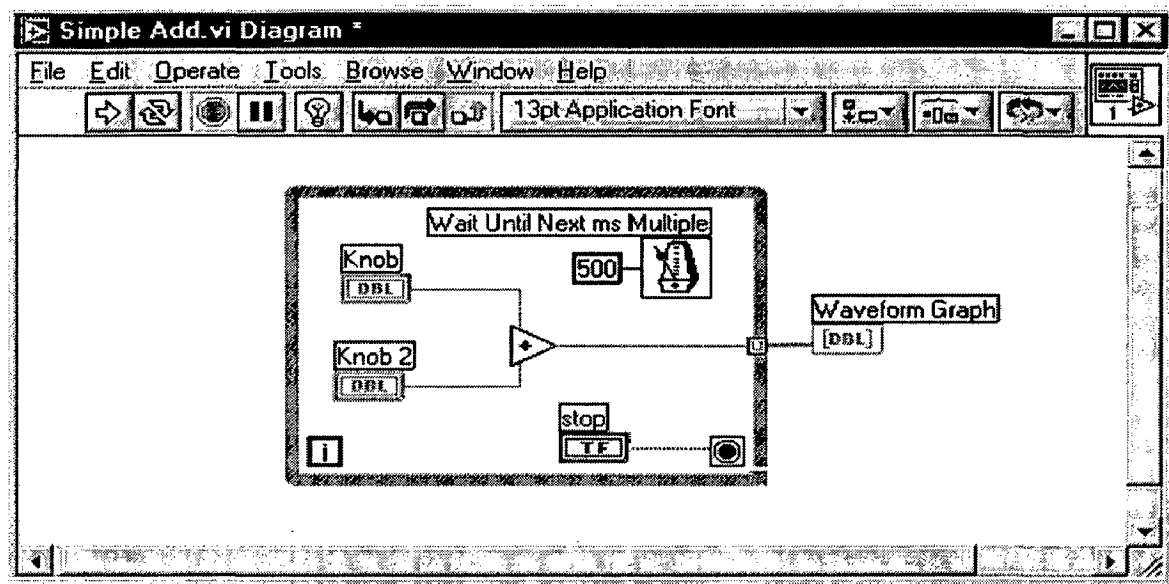 Simple Add.vi Diagram *
File Edit Operate Tools Browse Window Help
13pt Application Font
1
Wait Until Next ms Multiple
Knob
500
DBL
Waveform Graph
[DBL]
Knob 2
DBL
stop
TF
i